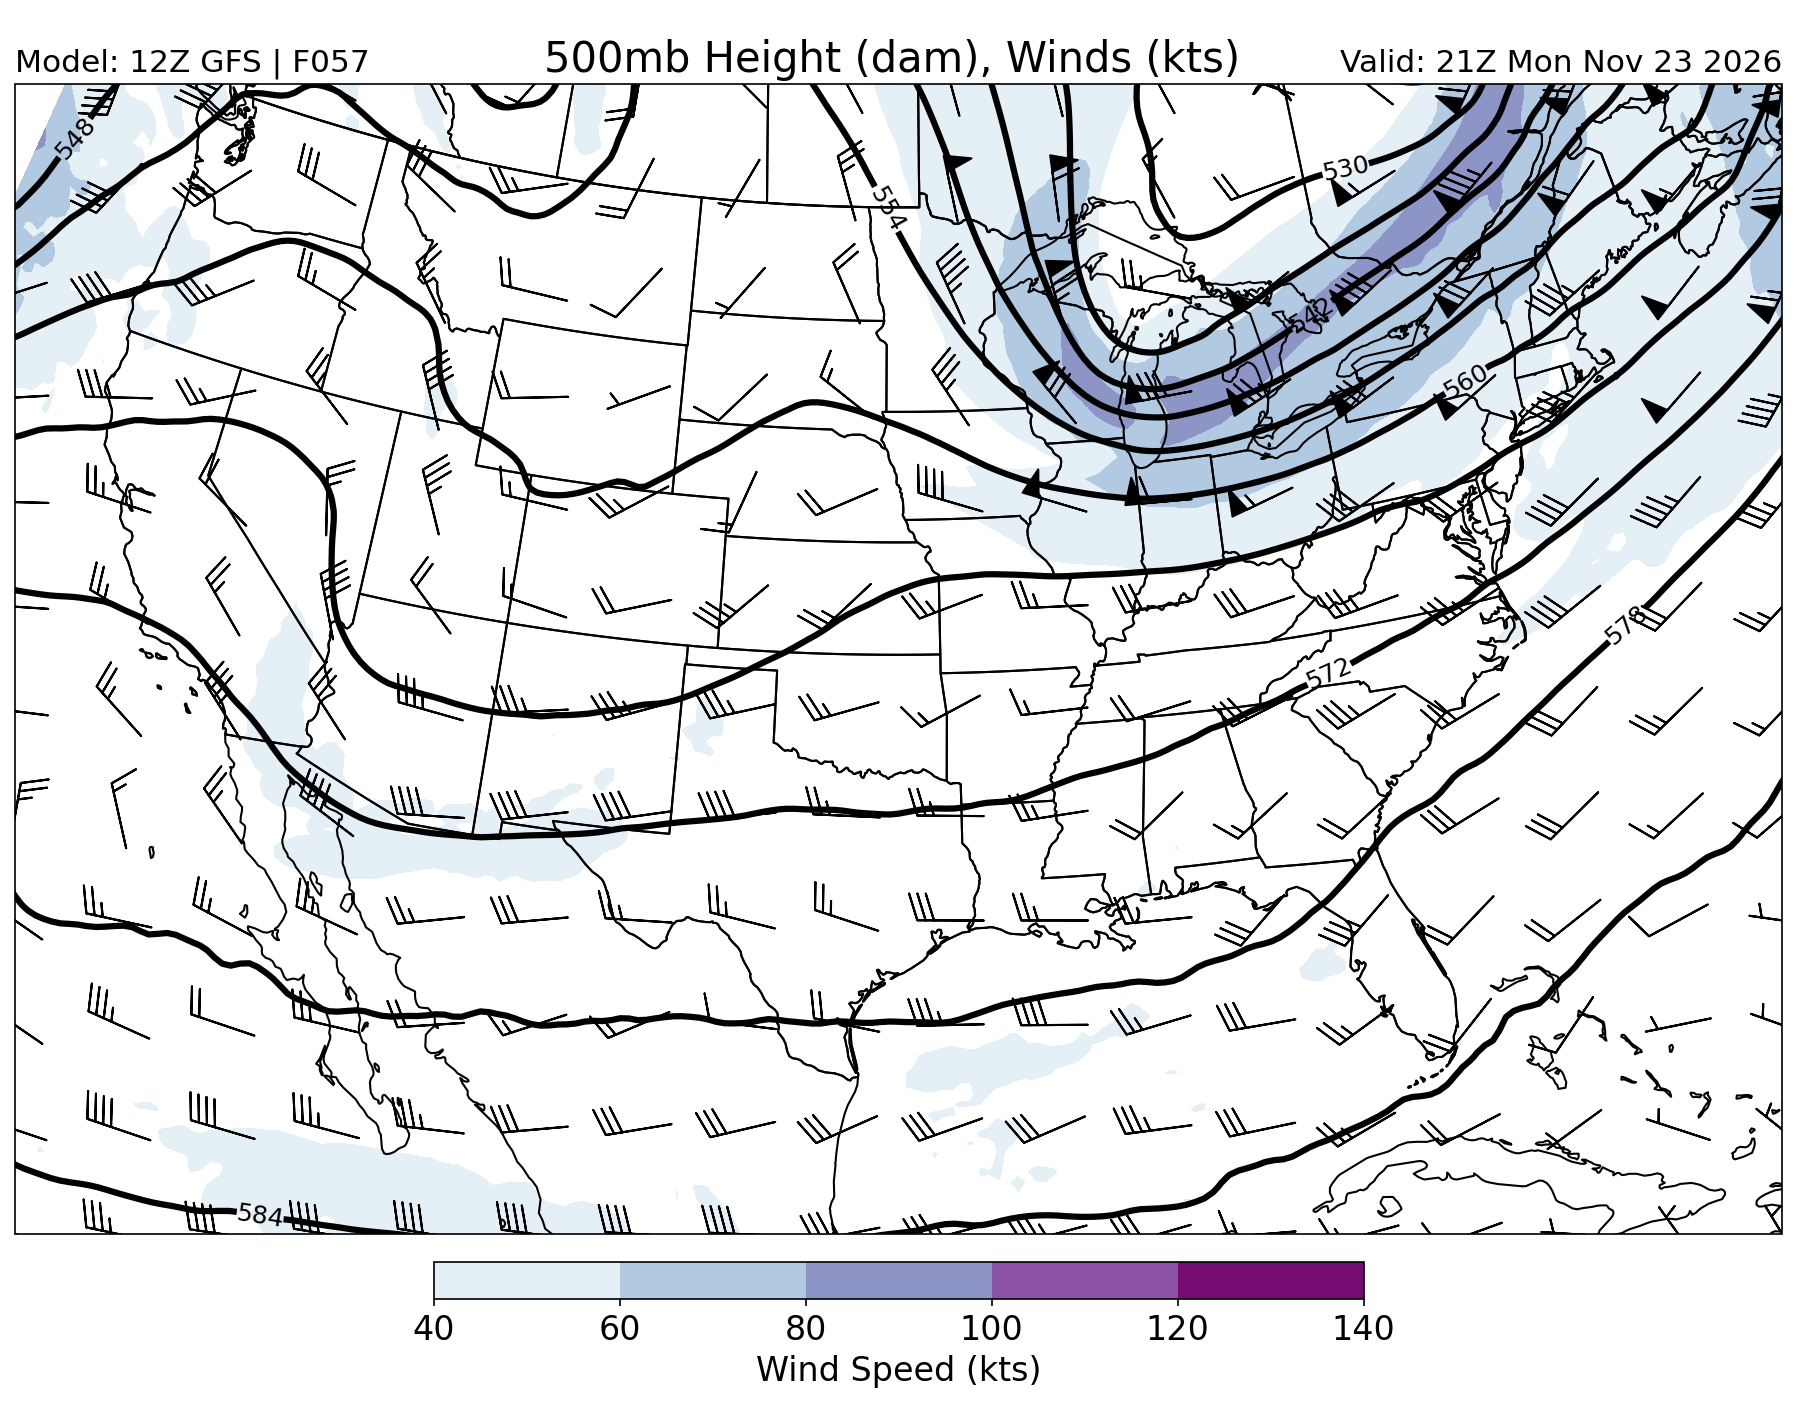 Model: 12Z GFS | F057
500mb Height (dam), Winds (kts)
Valid: 21Z Mon Nov 23 2026
548
530
554
542
560
578
572
584
40 60 80 100 120 140
Wind Speed (kts)